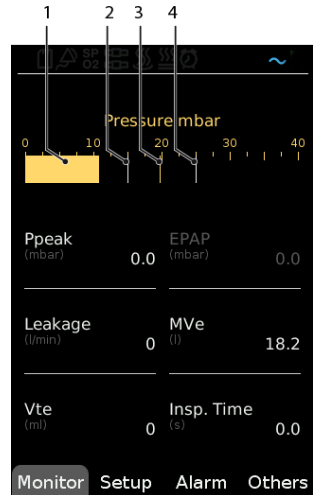 1 2 3 4
SP
O2
Pressure mbar
0 10 20 30 40
Ppeak
(mbar)
0.0
EPAP
(mbar)
0.0
Leakage
(l/min)
0
MVe
(l)
18.2
Vte
(ml)
0
Insp. Time
(s)
0.0
Monitor Setup Alarm Others